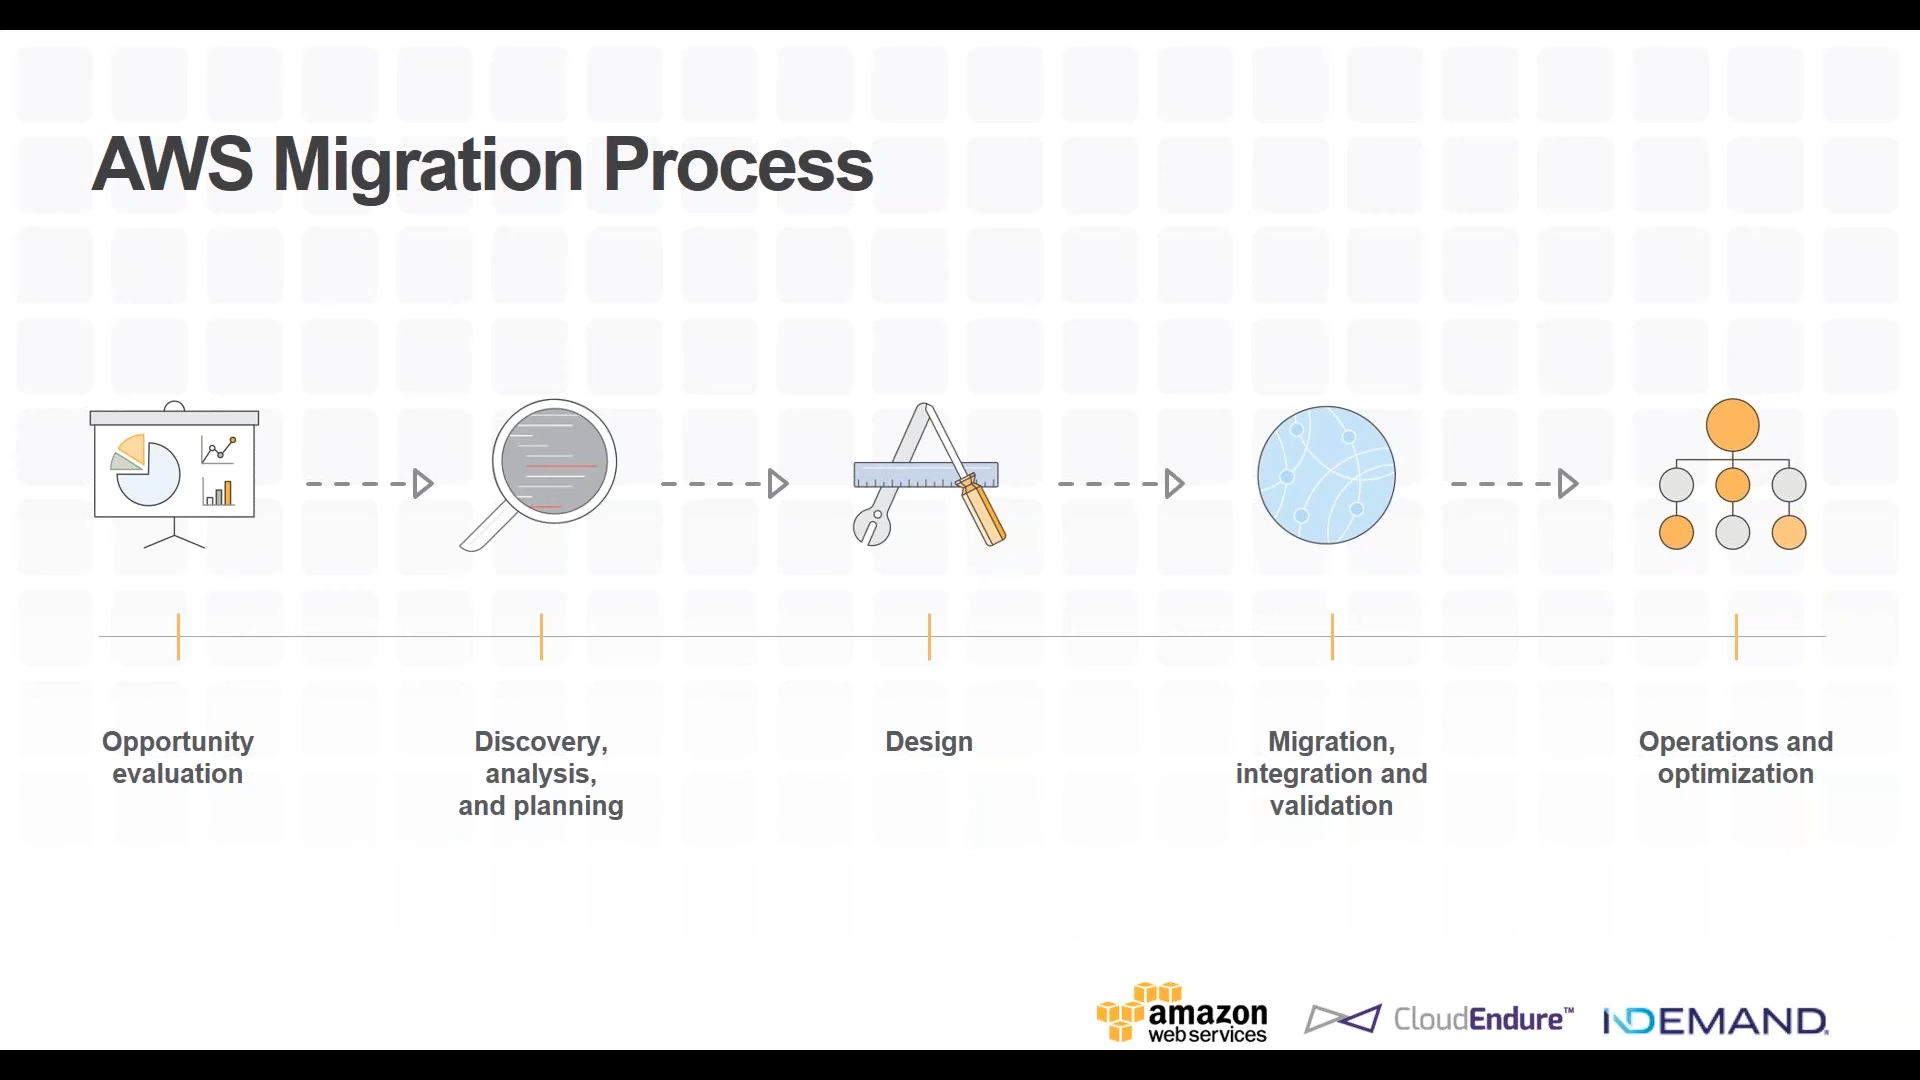 AWS Migration Process
Opportunity
evaluation
Discovery,
analysis,
and planning
Design
Migration,
integration and
validation
Operations and
optimization
amazon
web services
CloudEndure™
INDEMAND®